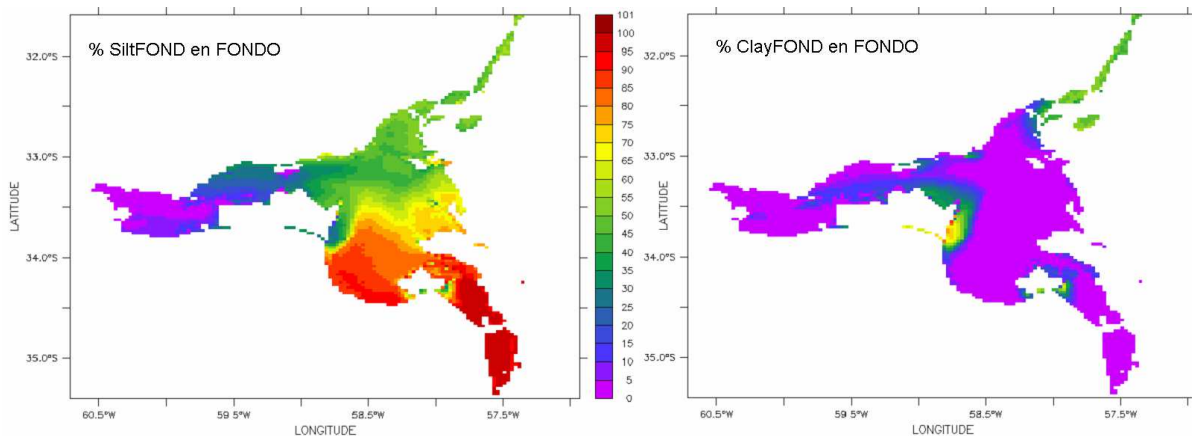 % SiltFOND en FONDO
32.0°S
33.0°S
34.0°S
35.0°S
LATITUDE
60.5°W
59.5°W
58.5°W
57.5°W
LONGITUDE
101
100
95
90
85
80
75
70
65
60
55
50
45
40
35
30
25
20
15
10
5
0
% ClayFOND en FONDO
32.0°S
33.0°S
34.0°S
35.0°S
LATITUDE
60.5°W
59.5°W
58.5°W
57.5°W
LONGITUDE